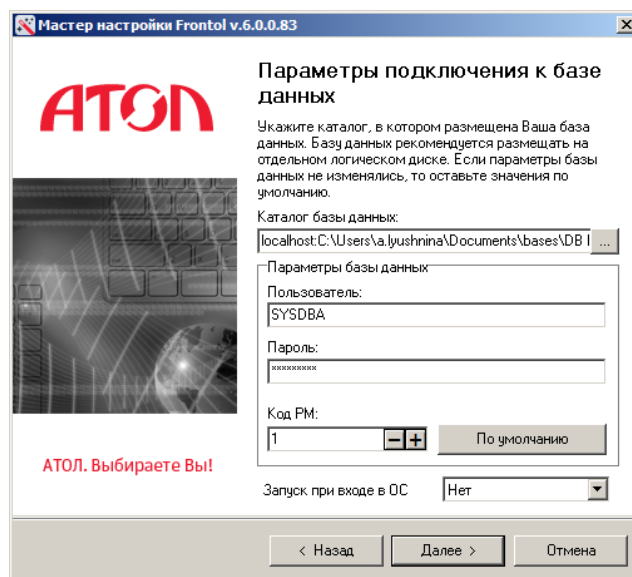 Мастер настройки Frontol v.6.0.0.83
АТОЛ
Параметры подключения к базе
данных
Укажите каталог, в котором размещена Ваша база
данных. Базу данных рекомендуется размещать на
отдельном логическом диске. Если параметры базы
данных не изменялись, то оставьте значения по
умолчанию.
Каталог базы данных:
localhost:C:\Users\a.lyushnina\Documents\bases\DB I
...
Параметры базы данных
Пользователь:
SYSDBA
Пароль:
*********
Код РМ:
1
По умолчанию
АТОЛ. Выбираете Вы!
Запуск при входе в ОС
Нет
< Назад
Далее >
Отмена